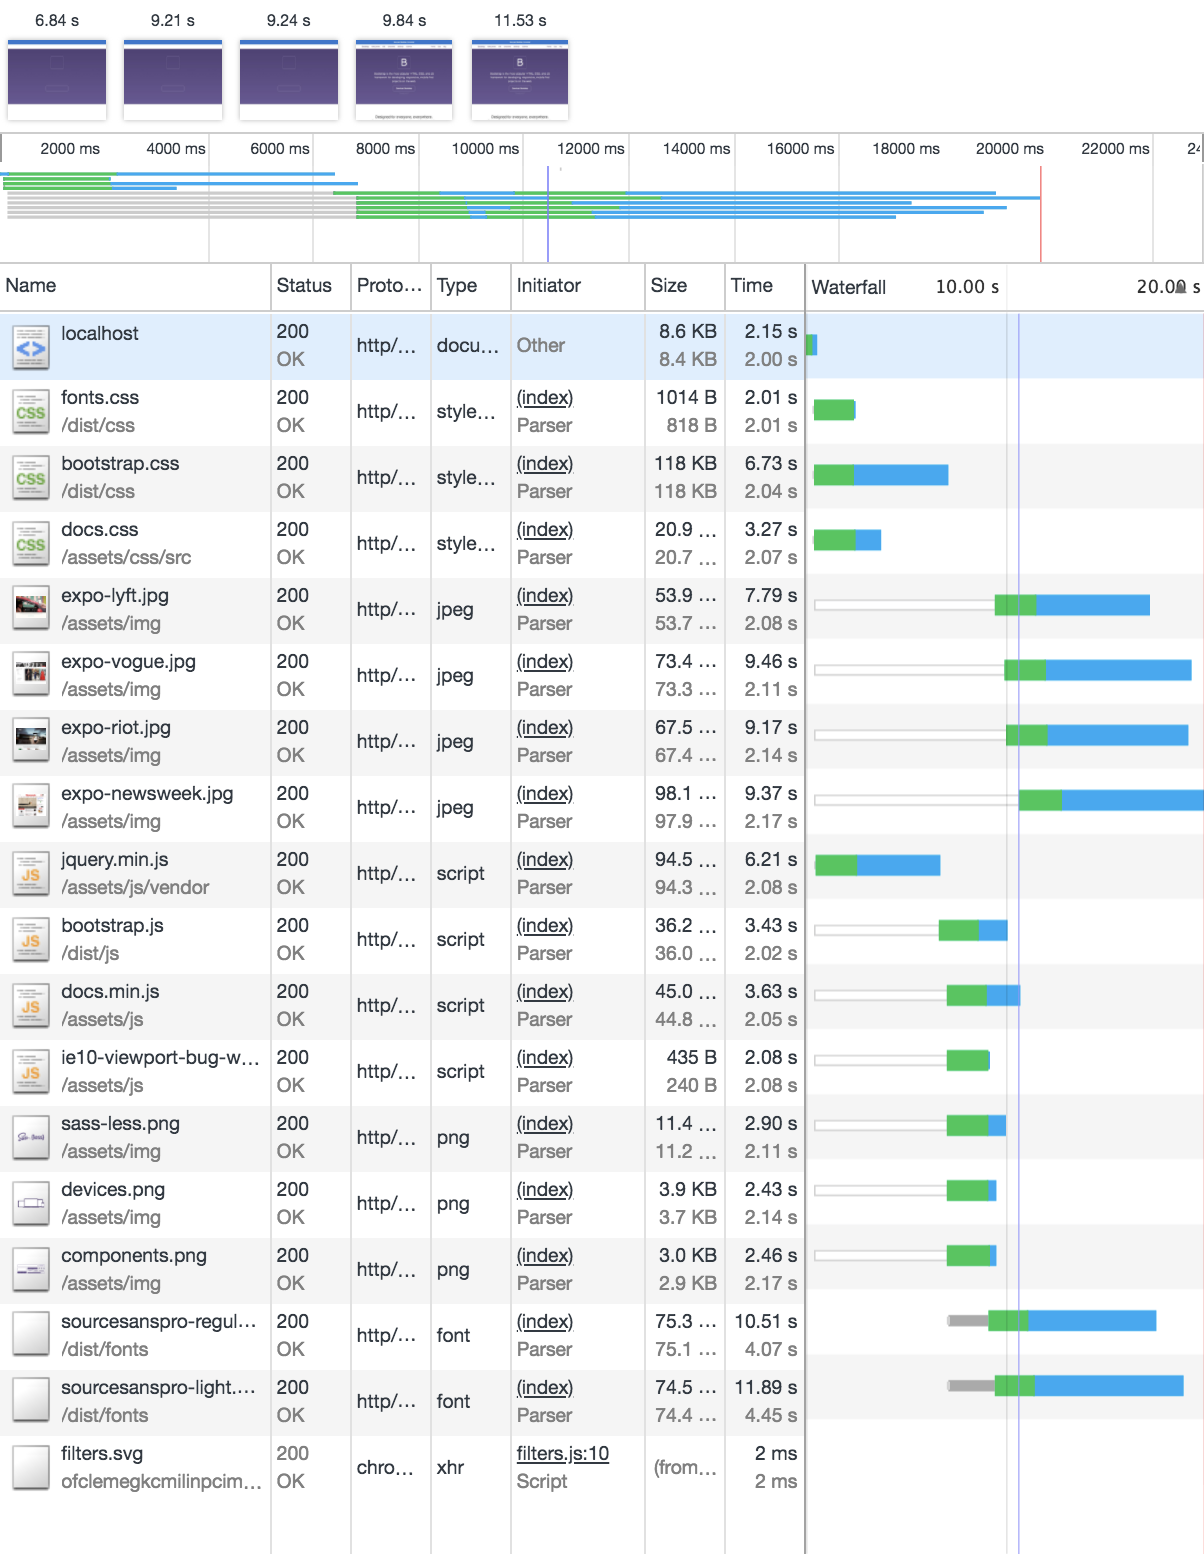 6.84 s 9.21 s 9.24 s 9.84 s 11.53 s
B
Designed for everyone, everywhere.
B
Designed for everyone, everywhere.
2000 ms 4000 ms 6000 ms 8000 ms 10000 ms 12000 ms 14000 ms 16000 ms 18000 ms 20000 ms 22000 ms 24
Name Status Proto... Type Initiator Size Time Waterfall 10.00 s 20.00 s
localhost 200 OK http/... docu... Other 8.6 KB 8.4 KB 2.15 s 2.00 s
fonts.css /dist/css 200 OK http/... style... (index) Parser 1014 B 818 B 2.01 s 2.01 s
bootstrap.css /dist/css 200 OK http/... style... (index) Parser 118 KB 118 KB 6.73 s 2.04 s
docs.css /assets/css/src 200 OK http/... style... (index) Parser 20.9 ... 20.7 ... 3.27 s 2.07 s
expo-lyft.jpg /assets/img 200 OK http/... jpeg (index) Parser 53.9 ... 53.7 ... 7.79 s 2.08 s
expo-vogue.jpg /assets/img 200 OK http/... jpeg (index) Parser 73.4 ... 73.3 ... 9.46 s 2.11 s
expo-riot.jpg /assets/img 200 OK http/... jpeg (index) Parser 67.5 ... 67.4 ... 9.17 s 2.14 s
expo-newsweek.jpg /assets/img 200 OK http/... jpeg (index) Parser 98.1 ... 97.9 ... 9.37 s 2.17 s
jquery.min.js /assets/js/vendor 200 OK http/... script (index) Parser 94.5 ... 94.3 ... 6.21 s 2.08 s
bootstrap.js /dist/js 200 OK http/... script (index) Parser 36.2 ... 36.0 ... 3.43 s 2.02 s
docs.min.js /assets/js 200 OK http/... script (index) Parser 45.0 ... 44.8 ... 3.63 s 2.05 s
ie10-viewport-bug-w... /assets/js 200 OK http/... script (index) Parser 435 B 240 B 2.08 s 2.08 s
sass-less.png /assets/img 200 OK http/... png (index) Parser 11.4 ... 11.2 ... 2.90 s 2.11 s
devices.png /assets/img 200 OK http/... png (index) Parser 3.9 KB 3.7 KB 2.43 s 2.14 s
components.png /assets/img 200 OK http/... png (index) Parser 3.0 KB 2.9 KB 2.46 s 2.17 s
sourcesanspro-regul... /dist/fonts 200 OK http/... font (index) Parser 75.3 ... 75.1 ... 10.51 s 4.07 s
sourcesanspro-light.... /dist/fonts 200 OK http/... font (index) Parser 74.5 ... 74.4 ... 11.89 s 4.45 s
filters.svg ofclemegkcmilinpcim... 200 OK chro... xhr filters.js:10 Script (from... 2 ms 2 ms